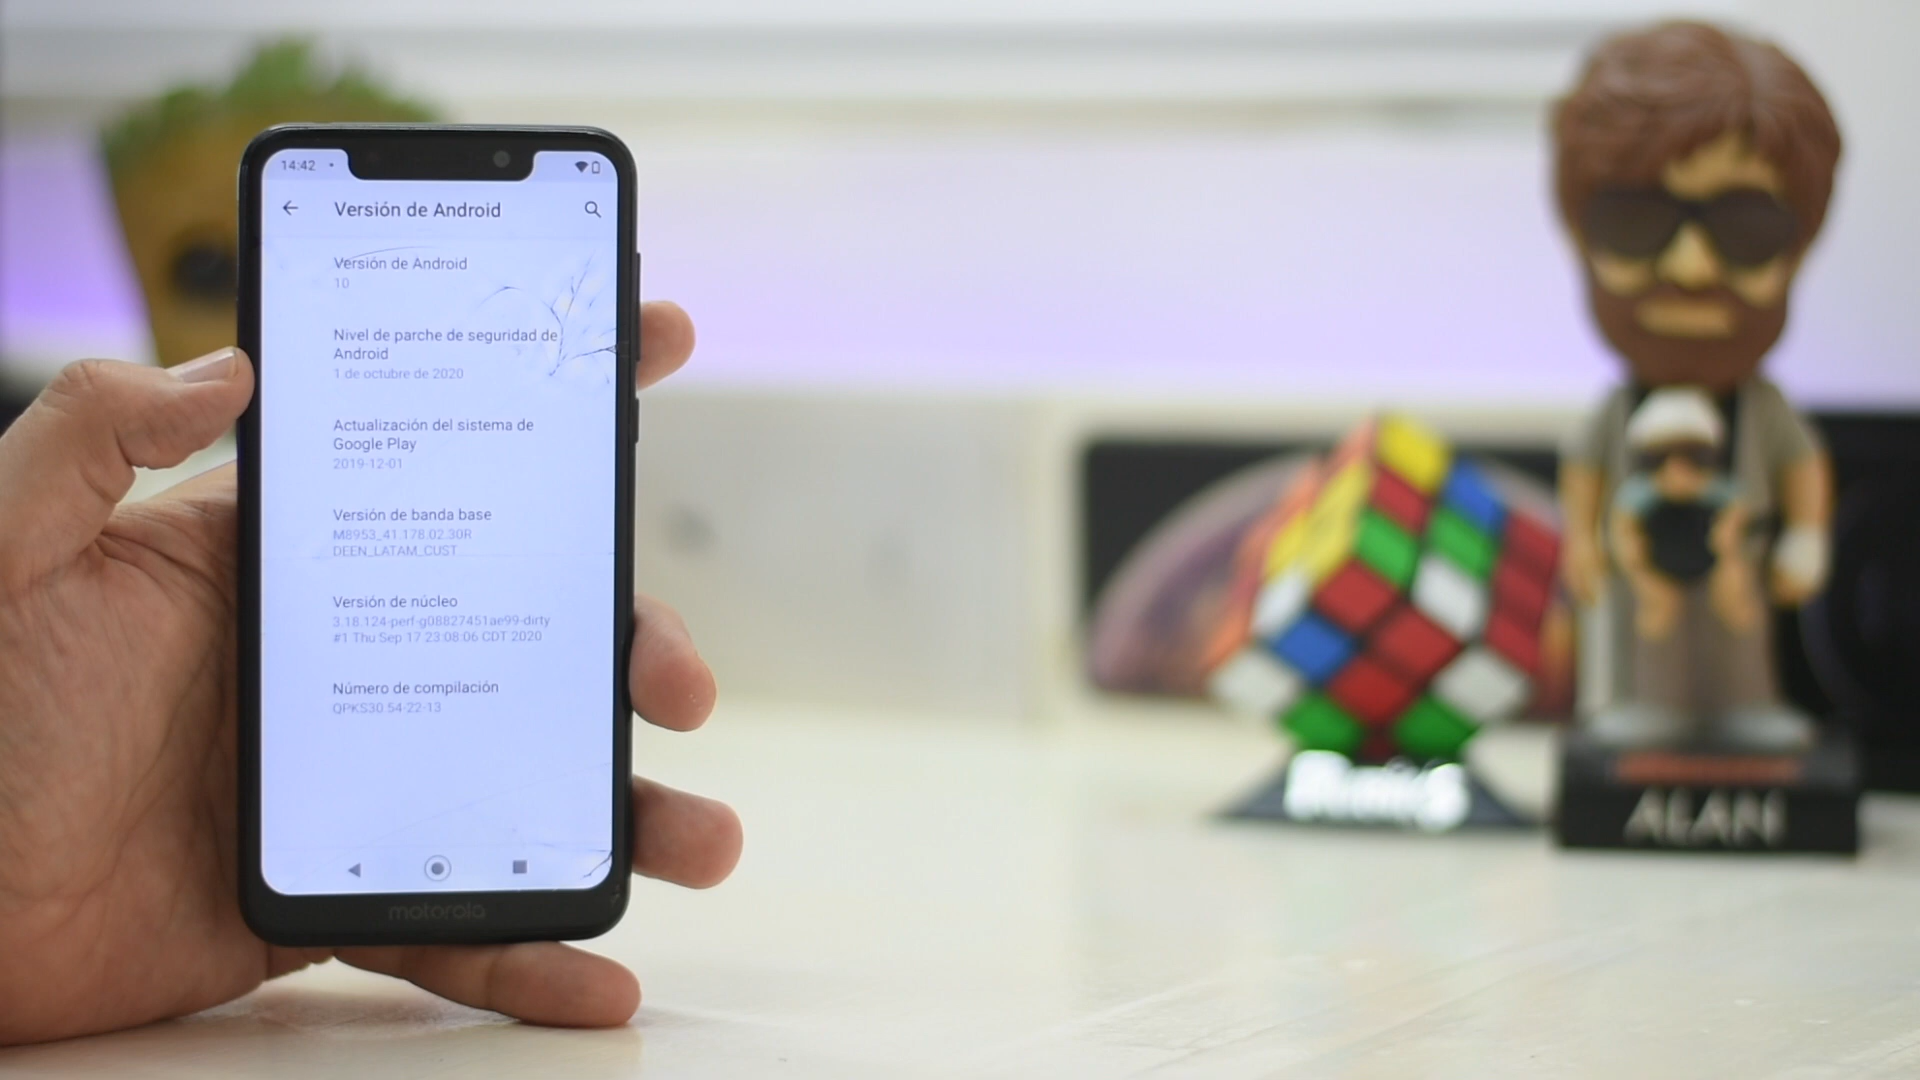 14:42
Versión de Android
Versión de Android
10
Nivel de parche de seguridad de
Android
1 de octubre de 2020
Actualización del sistema de
Google Play
2019-12-01
Versión de banda base
M8953_41.178.02.30R
DEEN_LATAM_CUST
Versión de núcleo
3.18.124-perf-g08827451ae99-dirty
#1 Thu Sep 17 23:08:06 CDT 2020
Número de compilación
QPKS30.54-22-13
motorola
Rubik's
ALAN